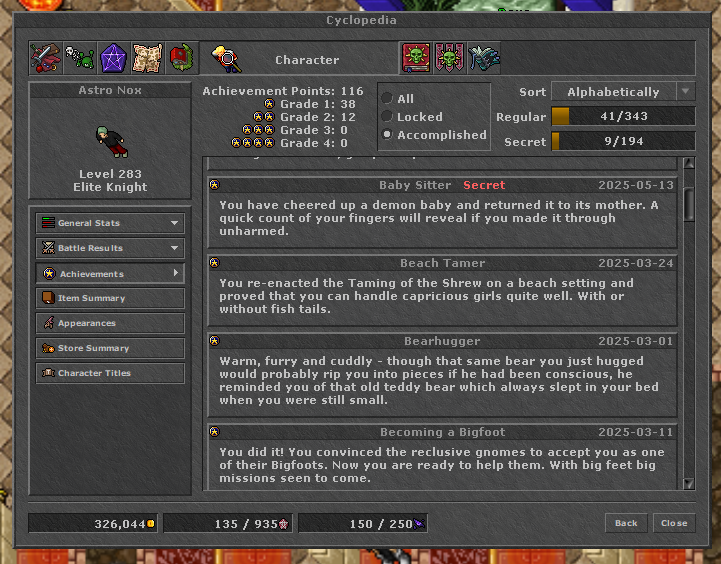 Cyclopedia
Character
Astro Nox
Level 283
Elite Knight
Achievement Points: 116
Grade 1: 38
Grade 2: 12
Grade 3: 0
Grade 4: 0
All
Locked
Accomplished
Sort
Alphabetically
Regular
41/343
Secret
9/194
General Stats
Battle Results
Achievements
Item Summary
Appearances
Store Summary
Character Titles
Baby Sitter Secret 2025-05-13
You have cheered up a demon baby and returned it to its mother. A
quick count of your fingers will reveal if you made it through
unharmed.
Beach Tamer 2025-03-24
You re-enacted the Taming of the Shrew on a beach setting and
proved that you can handle capricious girls quite well. With or
without fish tails.
Bearhugger 2025-03-01
Warm, furry and cuddly - though that same bear you just hugged
would probably rip you into pieces if he had been conscious, he
reminded you of that old teddy bear which always slept in your bed
when you were still small.
Becoming a Bigfoot 2025-03-11
You did it! You convinced the reclusive gnomes to accept you as one
of their Bigfoots. Now you are ready to help them. With big feet big
missions seen to come.
326,044
135 / 935
150 / 250
Back
Close